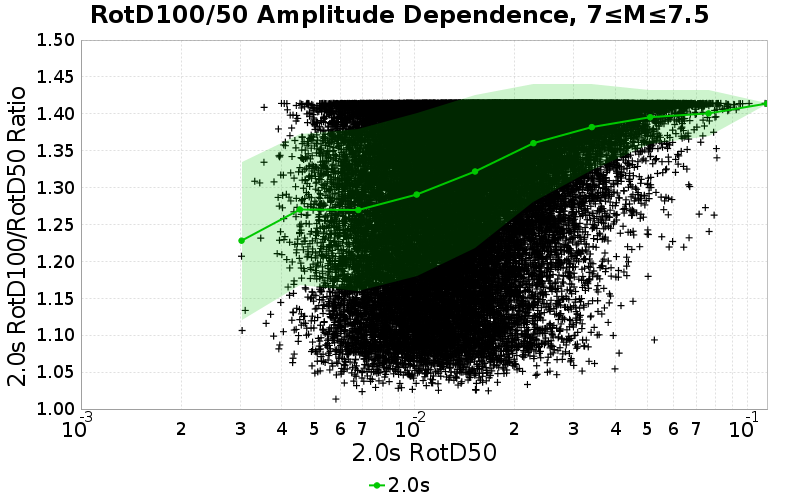 RotD100/50 Amplitude Dependence, 7≤M≤7.5
2.0s RotD100/RotD50 Ratio
1.50
1.45
1.40
1.35
1.30
1.25
1.20
1.15
1.10
1.05
1.00
10⁻³ 2 3 4 5 6 7 10⁻² 2 3 4 5 6 7 10⁻¹
2.0s RotD50
2.0s